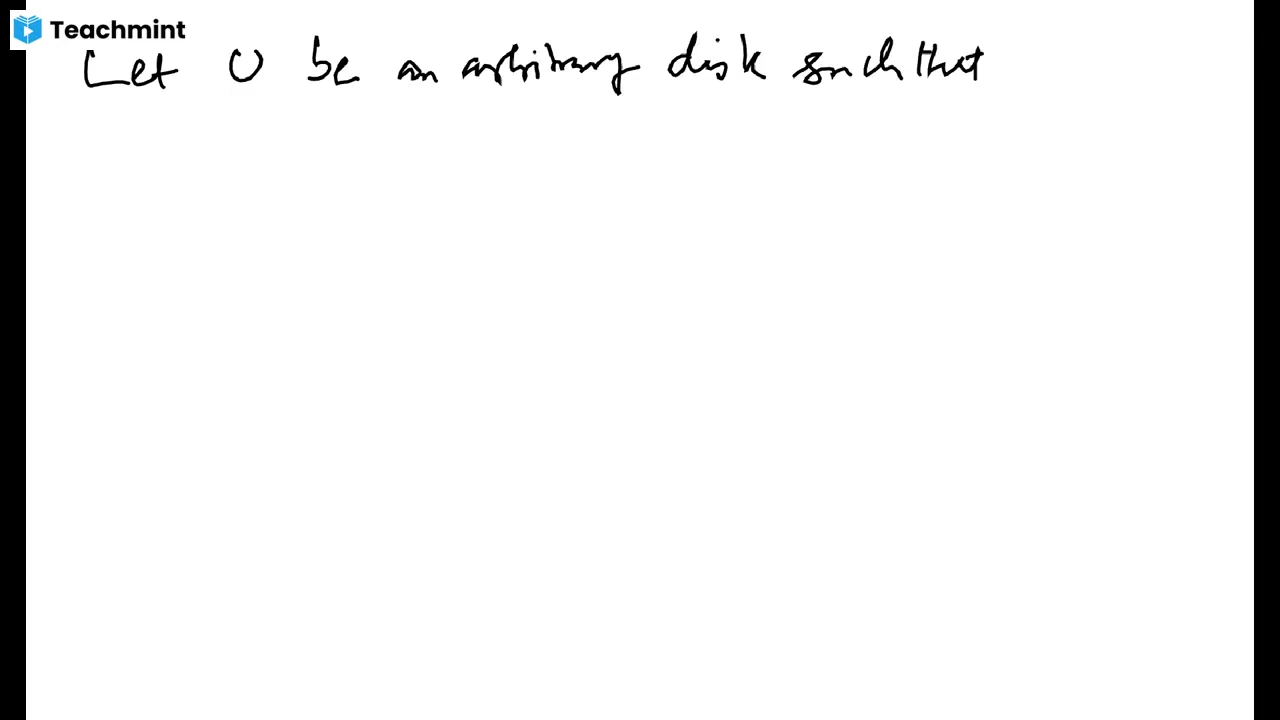 Teachmint
Let U be an arbitrary disk such that